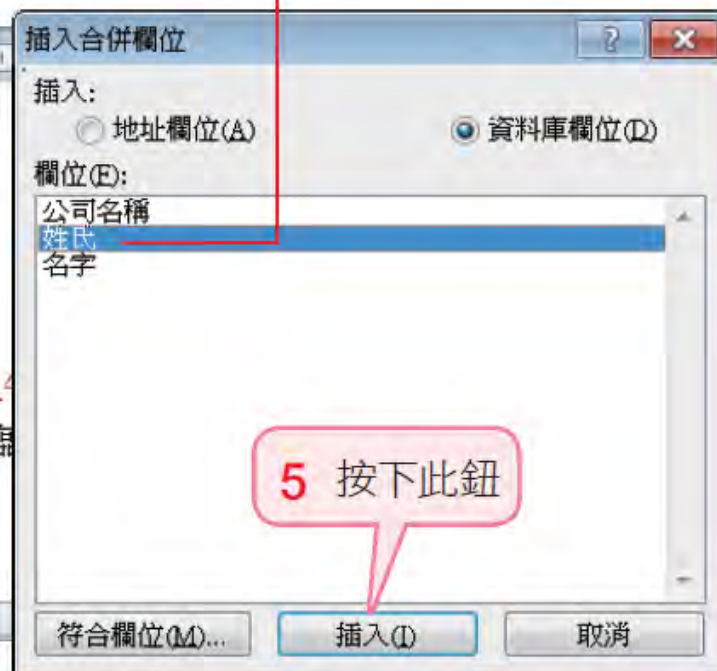 插入合併欄位
插入:
地址欄位(A)
資料庫欄位(D)
欄位(F):
公司名稱
姓氏
名字
5 按下此鈕
符合欄位(M)...
插入(I)
取消